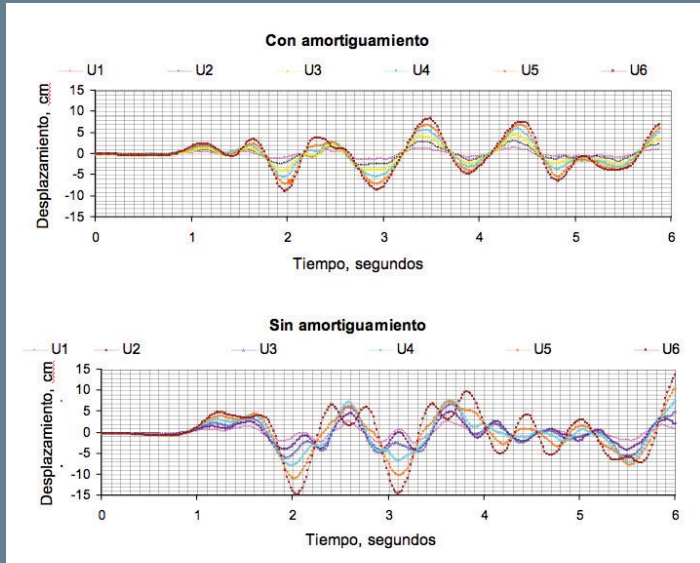 Con amortiguamiento
U1 U2 U3 U4 U5 U6
Desplazamiento, cm
15
10
5
0
-5
-10
-15
0 1 2 3 4 5 6
Tiempo, segundos
Sin amortiguamiento
U1 U2 U3 U4 U5 U6
Desplazamiento, cm
15
10
5
0
-5
-10
-15
0 1 2 3 4 5 6
Tiempo, segundos